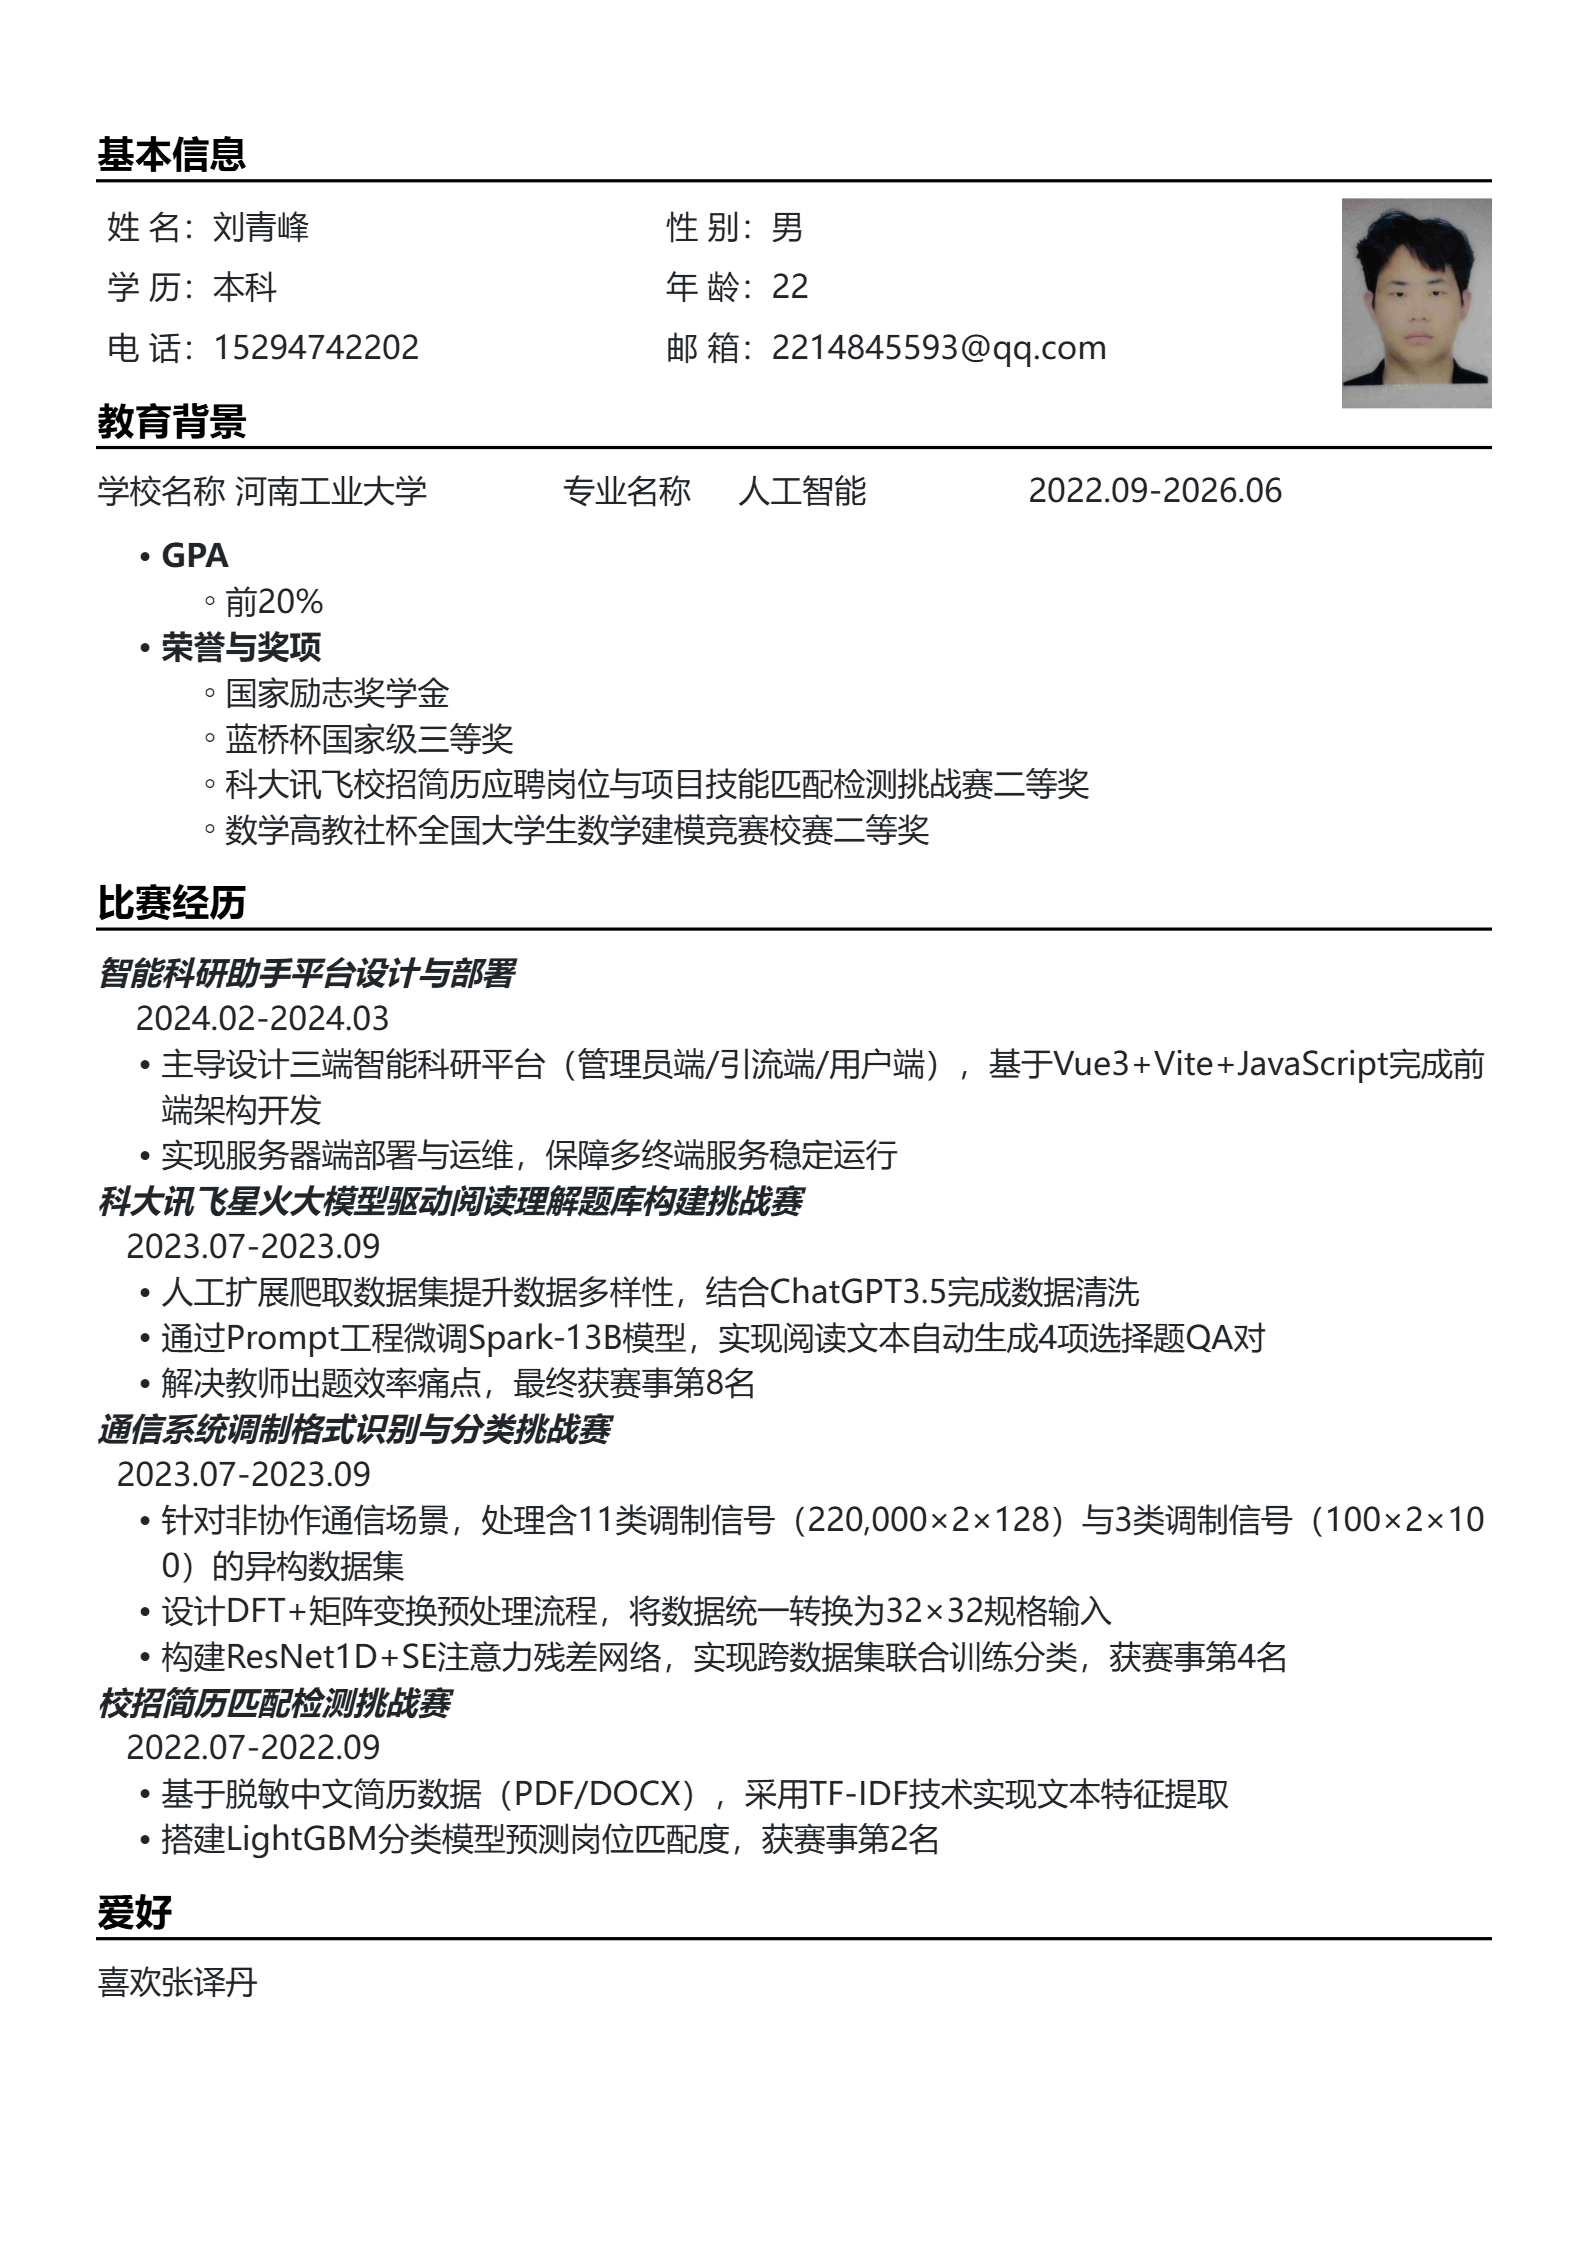 基本信息
姓 名：刘青峰 性 别：男
学 历：本科 年 龄：22
电 话：15294742202 邮 箱：2214845593@qq.com
教育背景
学校名称 河南工业大学 专业名称 人工智能 2022.09-2026.06
• GPA
◦ 前20%
• 荣誉与奖项
◦ 国家励志奖学金
◦ 蓝桥杯国家级三等奖
◦ 科大讯飞校招简历应聘岗位与项目技能匹配检测挑战赛二等奖
◦ 数学高教社杯全国大学生数学建模竞赛校赛二等奖
比赛经历
智能科研助手平台设计与部署
2024.02-2024.03
• 主导设计三端智能科研平台（管理员端/引流端/用户端），基于Vue3+Vite+JavaScript完成前
端架构开发
• 实现服务器端部署与运维，保障多终端服务稳定运行
科大讯飞星火大模型驱动阅读理解题库构建挑战赛
2023.07-2023.09
• 人工扩展爬取数据集提升数据多样性，结合ChatGPT3.5完成数据清洗
• 通过Prompt工程微调Spark-13B模型，实现阅读文本自动生成4项选择题QA对
• 解决教师出题效率痛点，最终获赛事第8名
通信系统调制格式识别与分类挑战赛
2023.07-2023.09
• 针对非协作通信场景，处理含11类调制信号（220,000×2×128）与3类调制信号（100×2×10
0）的异构数据集
• 设计DFT+矩阵变换预处理流程，将数据统一转换为32×32规格输入
• 构建ResNet1D+SE注意力残差网络，实现跨数据集联合训练分类，获赛事第4名
校招简历匹配检测挑战赛
2022.07-2022.09
• 基于脱敏中文简历数据（PDF/DOCX），采用TF-IDF技术实现文本特征提取
• 搭建LightGBM分类模型预测岗位匹配度，获赛事第2名
爱好
喜欢张译丹